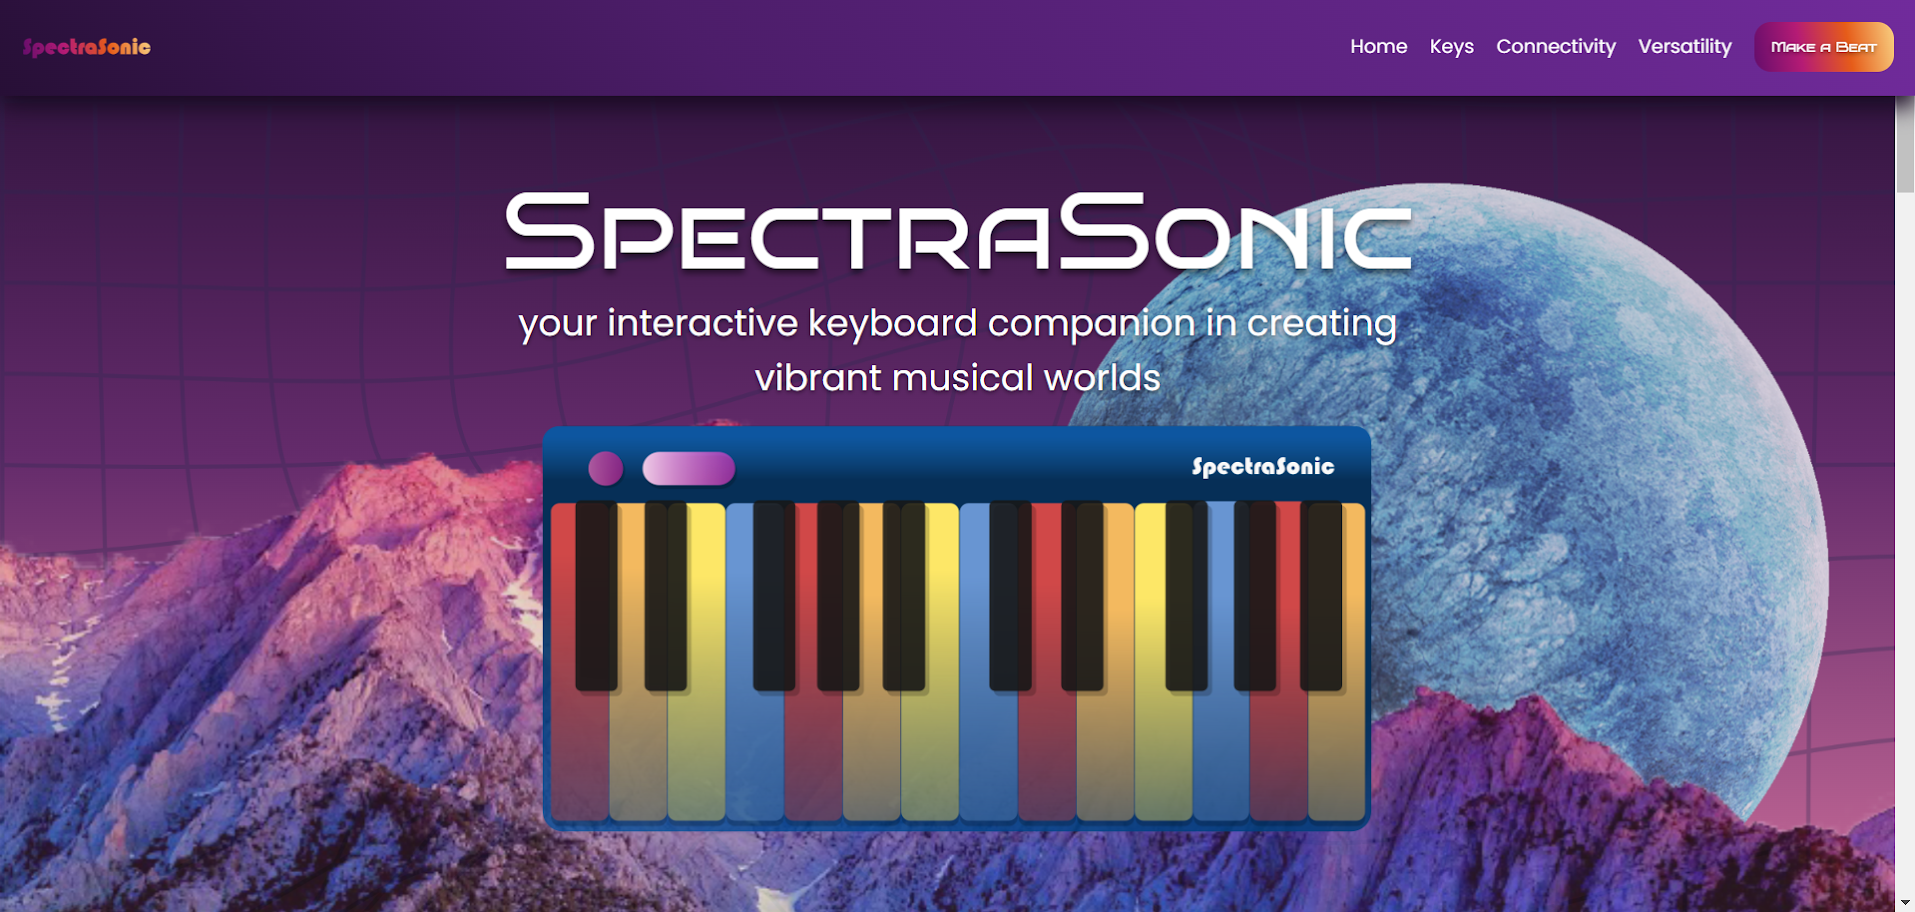 SpectraSonic
Home Keys Connectivity Versatility Make a Beat
SpectraSonic
your interactive keyboard companion in creating
vibrant musical worlds
SpectraSonic